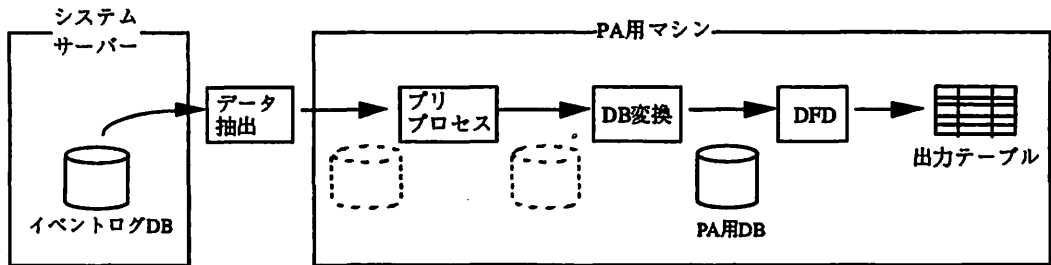 システム
サーバー
PA用マシン
データ
抽出
プリ
プロセス
DB変換
DFD
出力テーブル
イベントログDB
PA用DB